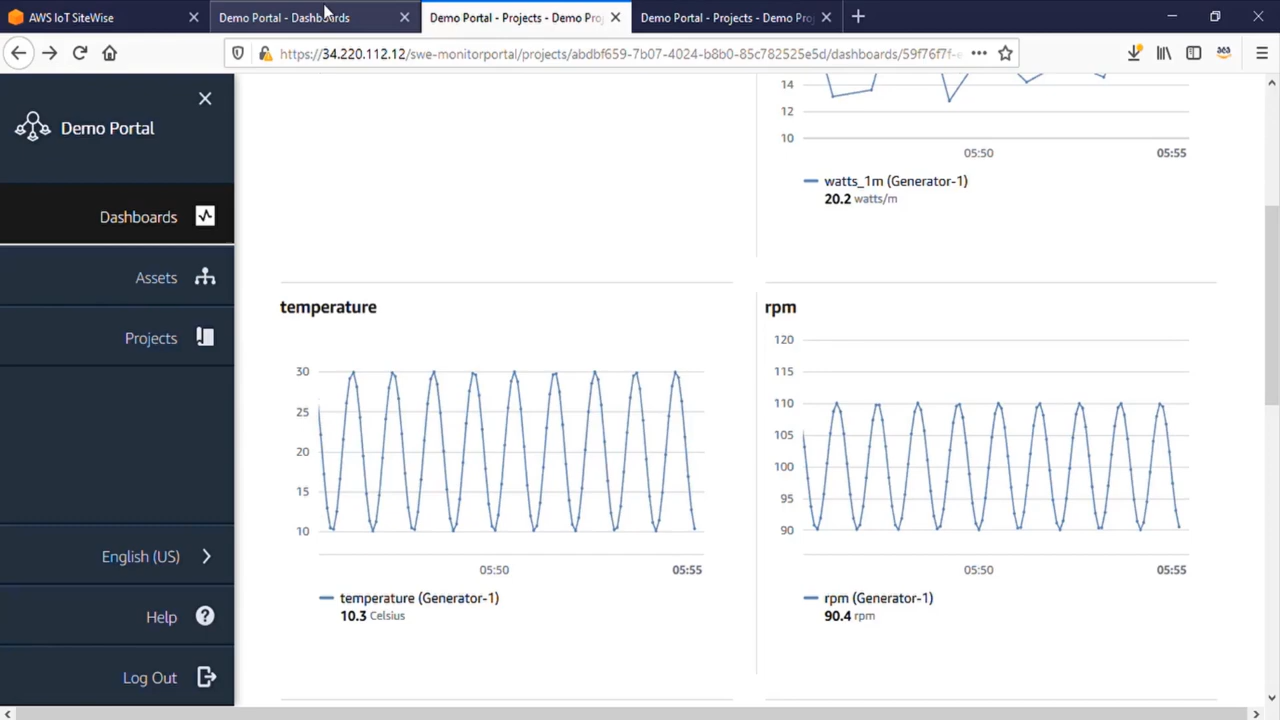 AWS IoT SiteWise
Demo Portal - Dashboards
Demo Portal - Projects - Demo Proj
Demo Portal - Projects - Demo Proj
https://34.220.112.12/swe-monitorportal/projects/abdbf659-7b07-4024-b8b0-85c782525e5d/dashboards/59f76f7f-e
Demo Portal
Dashboards
Assets
Projects
English (US)
Help
Log Out
14
12
10
05:50
05:55
watts_1m (Generator-1)
20.2 watts/m
temperature
30
25
20
15
10
05:50
05:55
temperature (Generator-1)
10.3 Celsius
rpm
120
115
110
105
100
95
90
05:50
05:55
rpm (Generator-1)
90.4 rpm